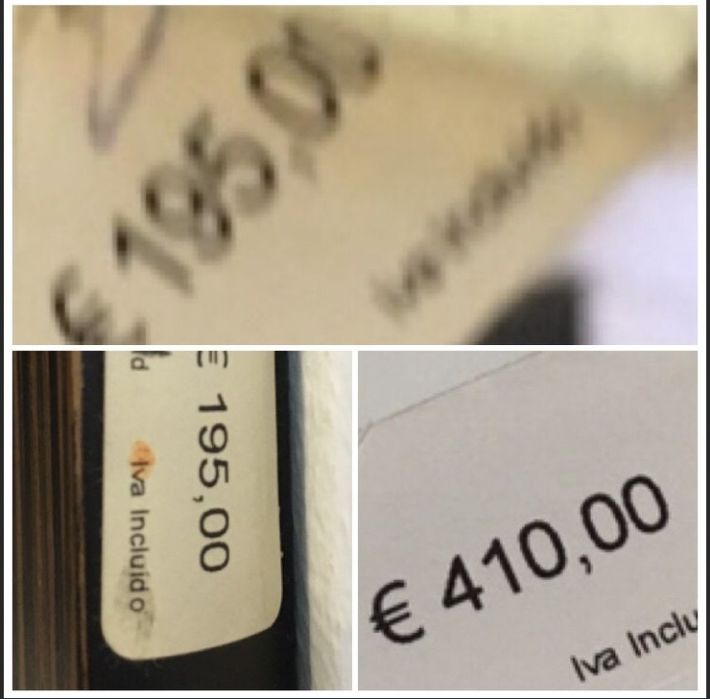 € 195,00
Iva Incluido
€ 195,00
Iva Incluido
€ 410,00
Iva Inclu